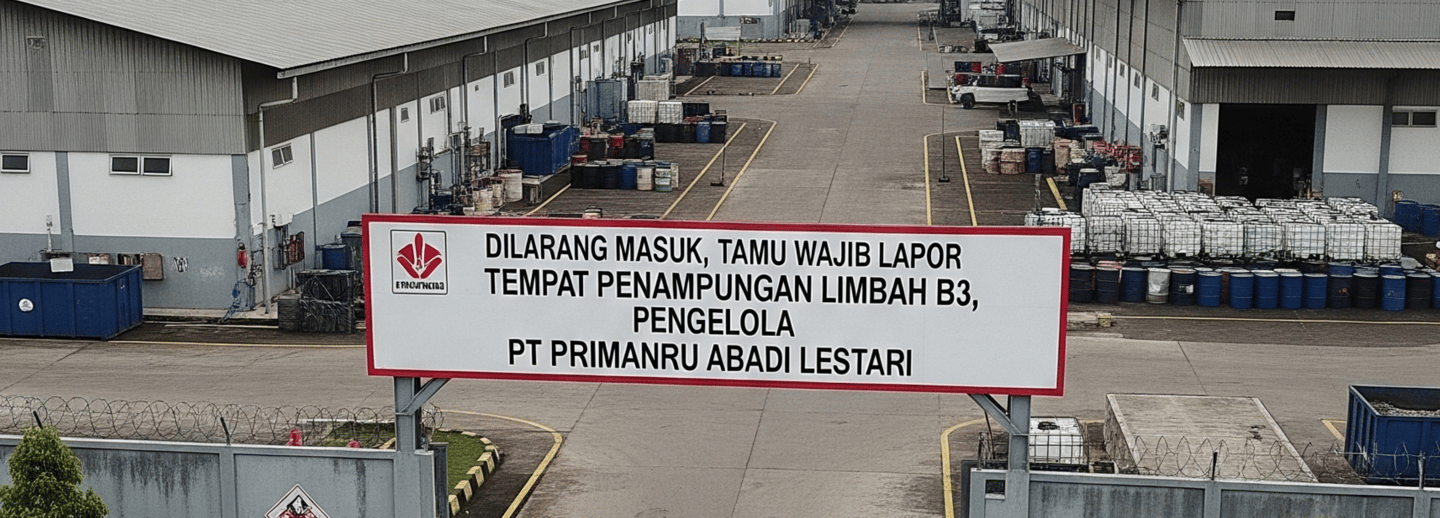 DILARANG MASUK, TAMU WAJIB LAPOR
TEMPAT PENAMPUNGAN LIMBAH B3,
PENGELOLA
PT PRIMANRU ABADI LESTARI